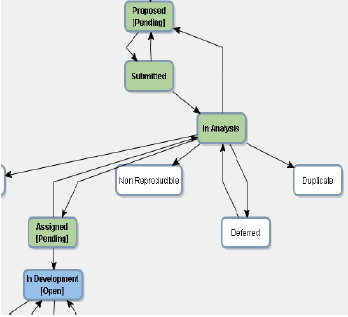 Proposed
[Pending]
Submitted
In Analysis
Non Reproducible
Duplicate
Assigned
[Pending]
Deferred
In Development
[Open]